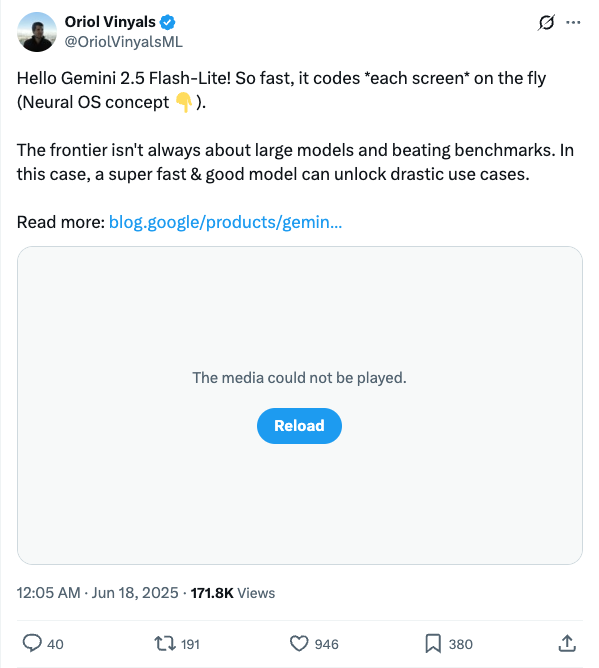 Oriol Vinyals
@OriolVinyalsML
Hello Gemini 2.5 Flash-Lite! So fast, it codes *each screen* on the fly
(Neural OS concept 👇).
The frontier isn't always about large models and beating benchmarks. In
this case, a super fast & good model can unlock drastic use cases.
Read more: blog.google/products/gemin...
The media could not be played.
Reload
12:05 AM · Jun 18, 2025 · 171.8K Views
40 191 946 380